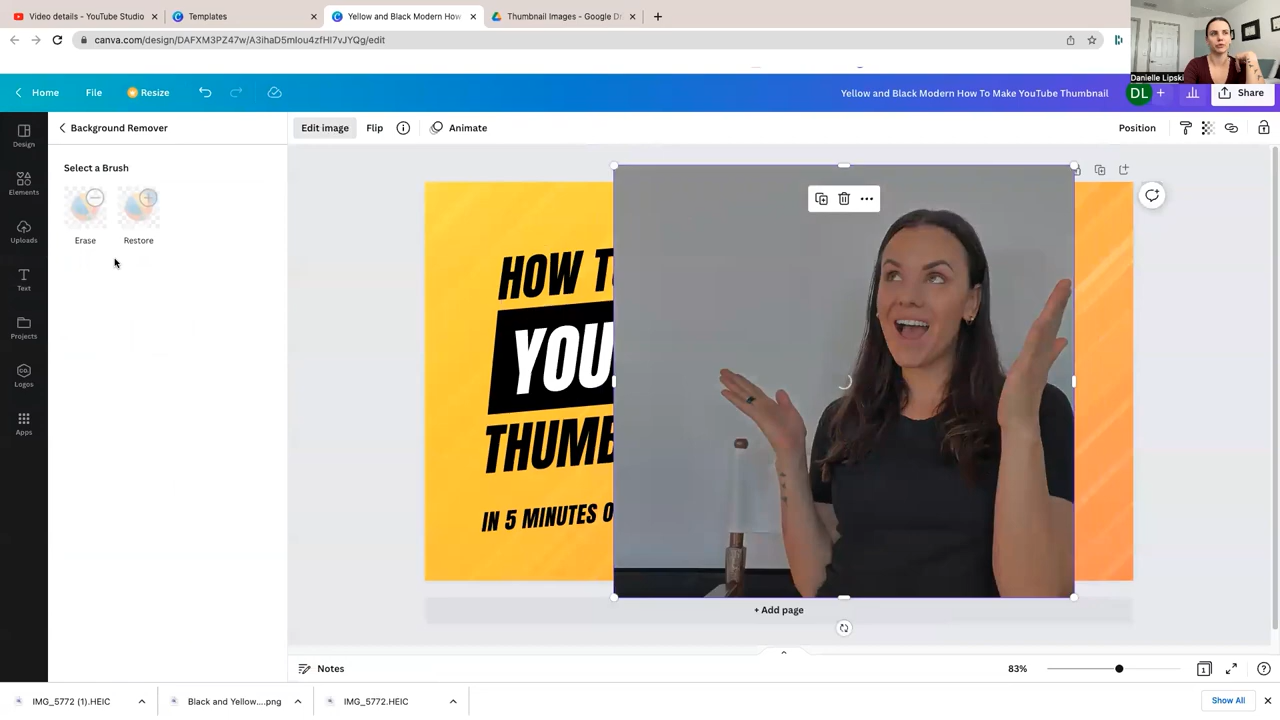 Video details - YouTube Studio
Templates
Yellow and Black Modern How
Thumbnail Images - Google D
canva.com/design/DAFXM3PZ47w/A3ihaD5mIou4zfHl7vJYQg/edit
Danielle Lipski
Home
File
Resize
Yellow and Black Modern How To Make YouTube Thumbnail
DL
Share
Design
Elements
Uploads
Text
Projects
Logos
Apps
Background Remover
Select a Brush
Erase
Restore
Edit image
Flip
Animate
Position
HOW T
YOU
THUMB
IN 5 MINUTES O
+ Add page
Notes
83%
1
IMG_5772 (1).HEIC
Black and Yellow....png
IMG_5772.HEIC
Show All